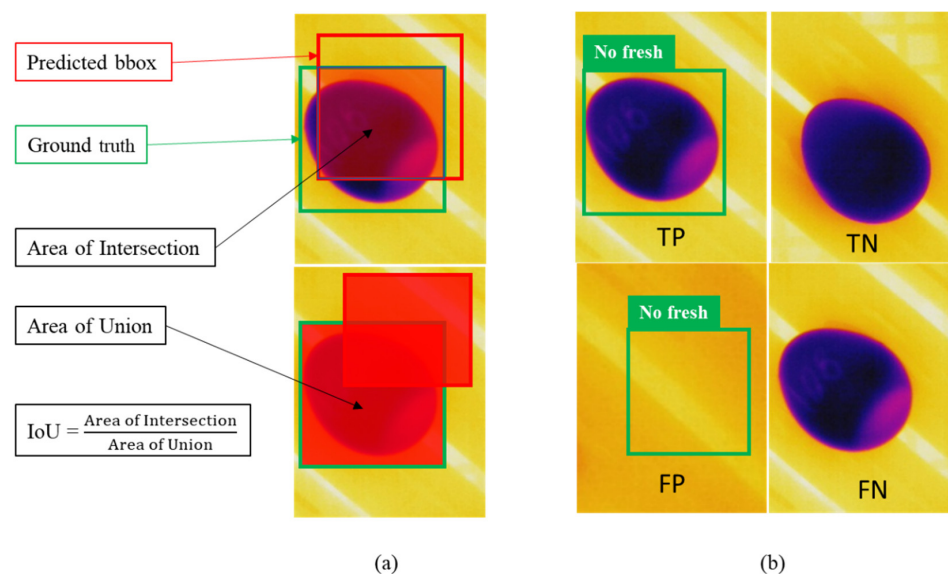 Predicted bbox
Ground truth
Area of Intersection
Area of Union
IoU = Area of Intersection / Area of Union
(a)
No fresh
TP
TN
No fresh
FP
FN
(b)